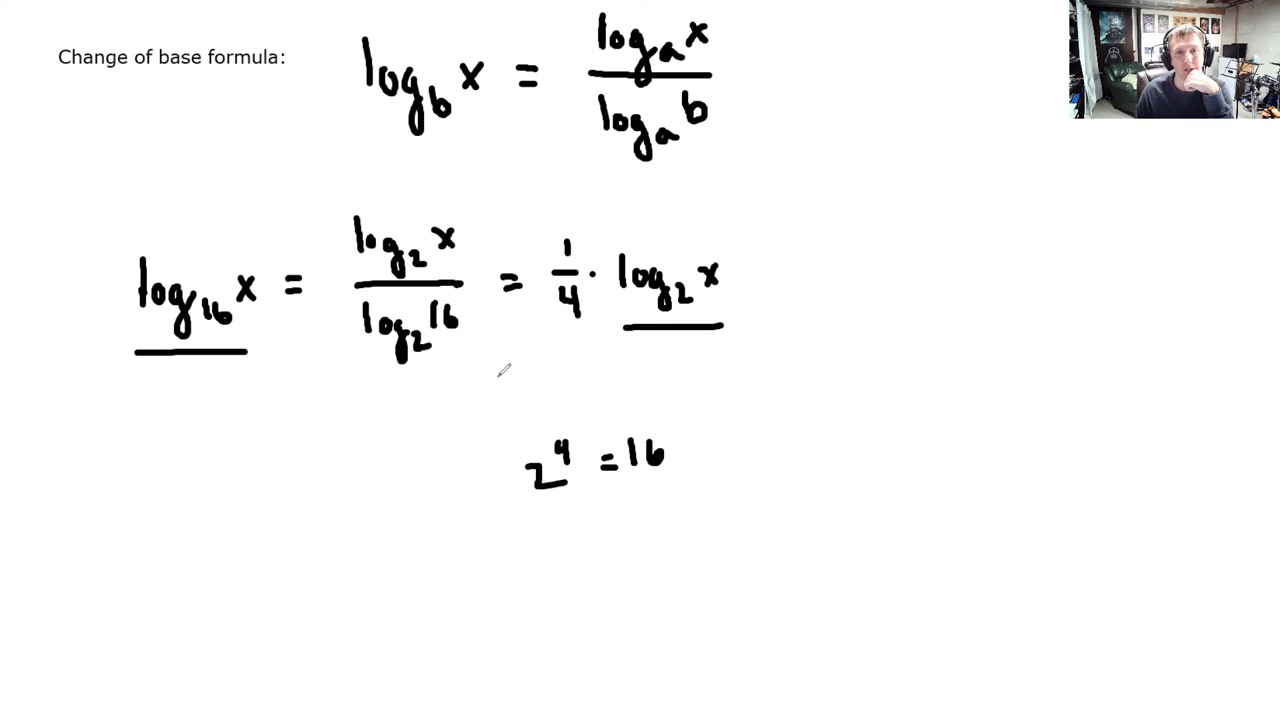 Change of base formula: log_b x = log_a x / log_a b
log_16 x = log_2 x / log_2 16 = 1/4 · log_2 x
2^4 = 16